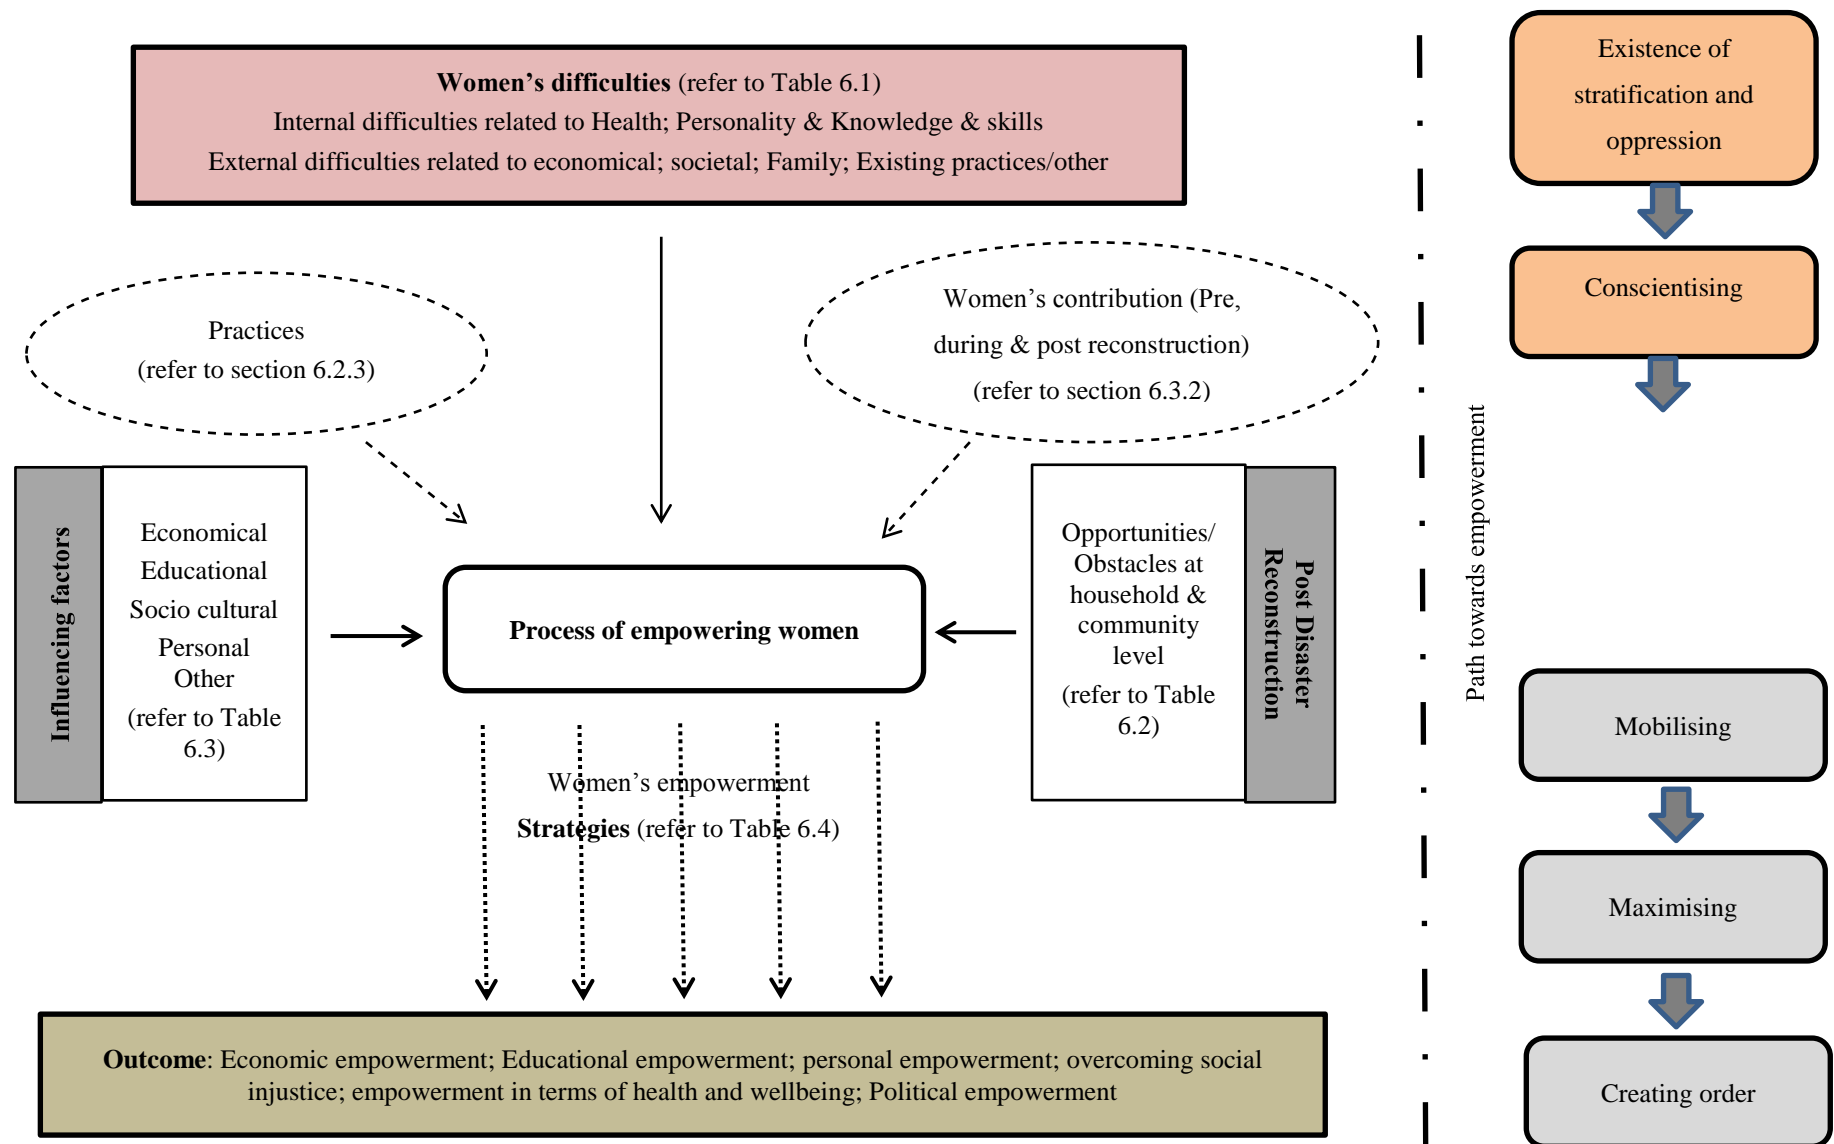 Women’s difficulties (refer to Table 6.1)
Internal difficulties related to Health; Personality & Knowledge & skills
External difficulties related to economical; societal; Family; Existing practices/other
Practices
(refer to section 6.2.3)
Women’s contribution (Pre,
during & post reconstruction)
(refer to section 6.3.2)
Influencing factors
Economical
Educational
Socio cultural
Personal
Other
(refer to Table
6.3)
Process of empowering women
Opportunities/
Obstacles at
household &
community
level
(refer to Table
6.2)
Post Disaster
Reconstruction
Women’s empowerment
Strategies (refer to Table 6.4)
Outcome: Economic empowerment; Educational empowerment; personal empowerment; overcoming social
injustice; empowerment in terms of health and wellbeing; Political empowerment
Path towards empowerment
Existence of
stratification and
oppression
Conscientising
Mobilising
Maximising
Creating order